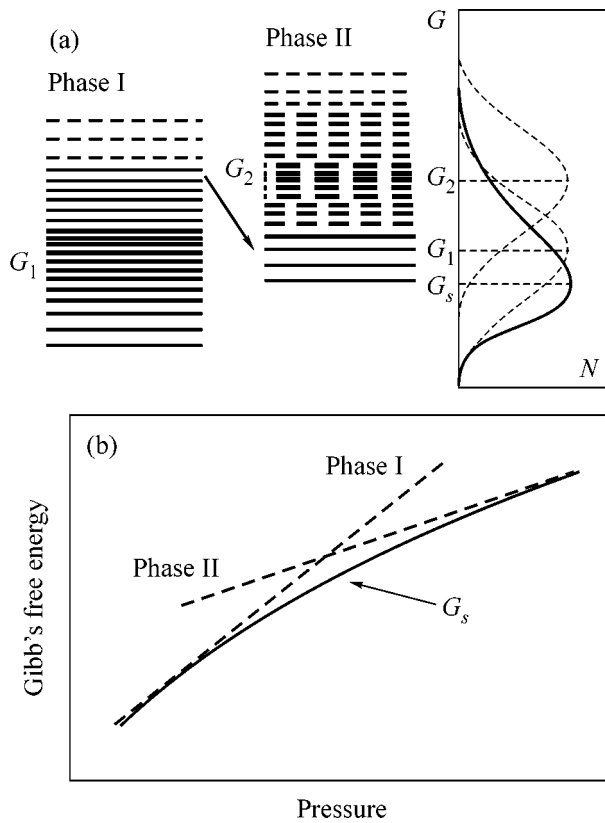 (a)
Phase I
Phase II
G₁
G₂
G
G₂
G₁
Gₛ
N
(b)
Phase I
Phase II
Gₛ
Gibb's free energy
Pressure